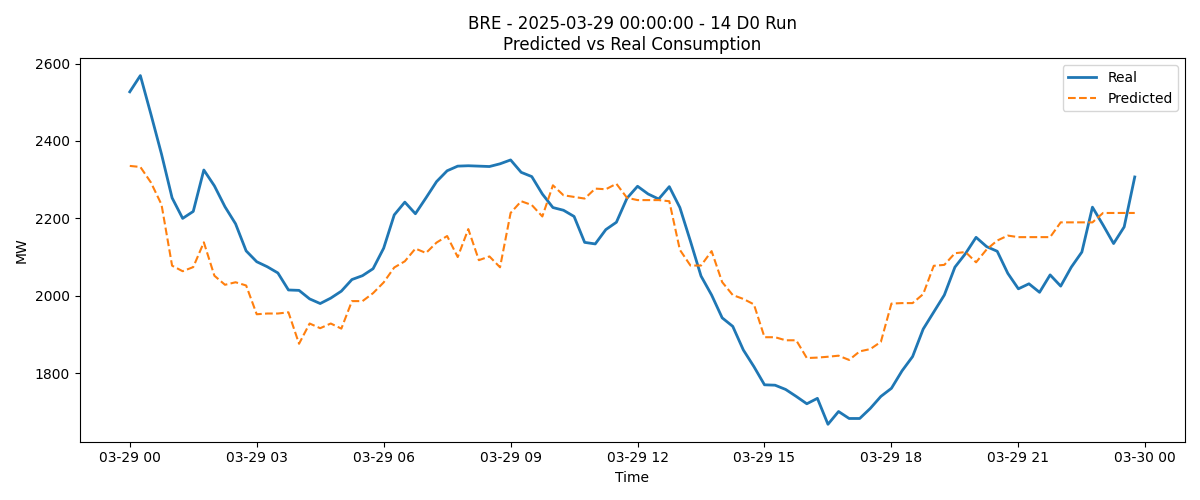 BRE - 2025-03-29 00:00:00 - 14 D0 Run
Predicted vs Real Consumption
Real
Predicted
MW
2600
2400
2200
2000
1800
03-29 00
03-29 03
03-29 06
03-29 09
03-29 12
03-29 15
03-29 18
03-29 21
03-30 00
Time